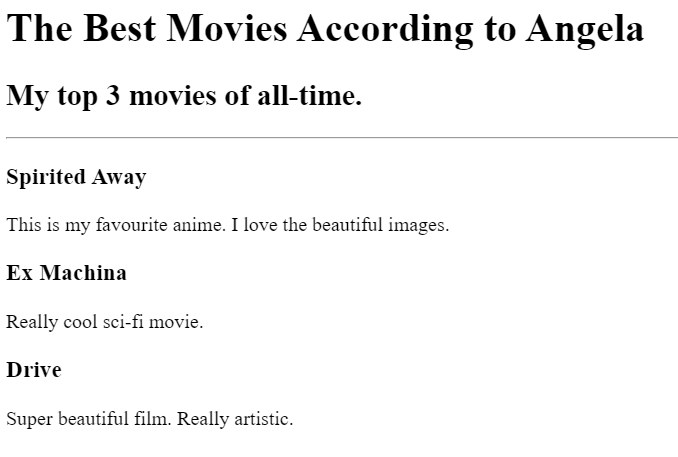 The Best Movies According to Angela
My top 3 movies of all-time.
Spirited Away
This is my favourite anime. I love the beautiful images.
Ex Machina
Really cool sci-fi movie.
Drive
Super beautiful film. Really artistic.